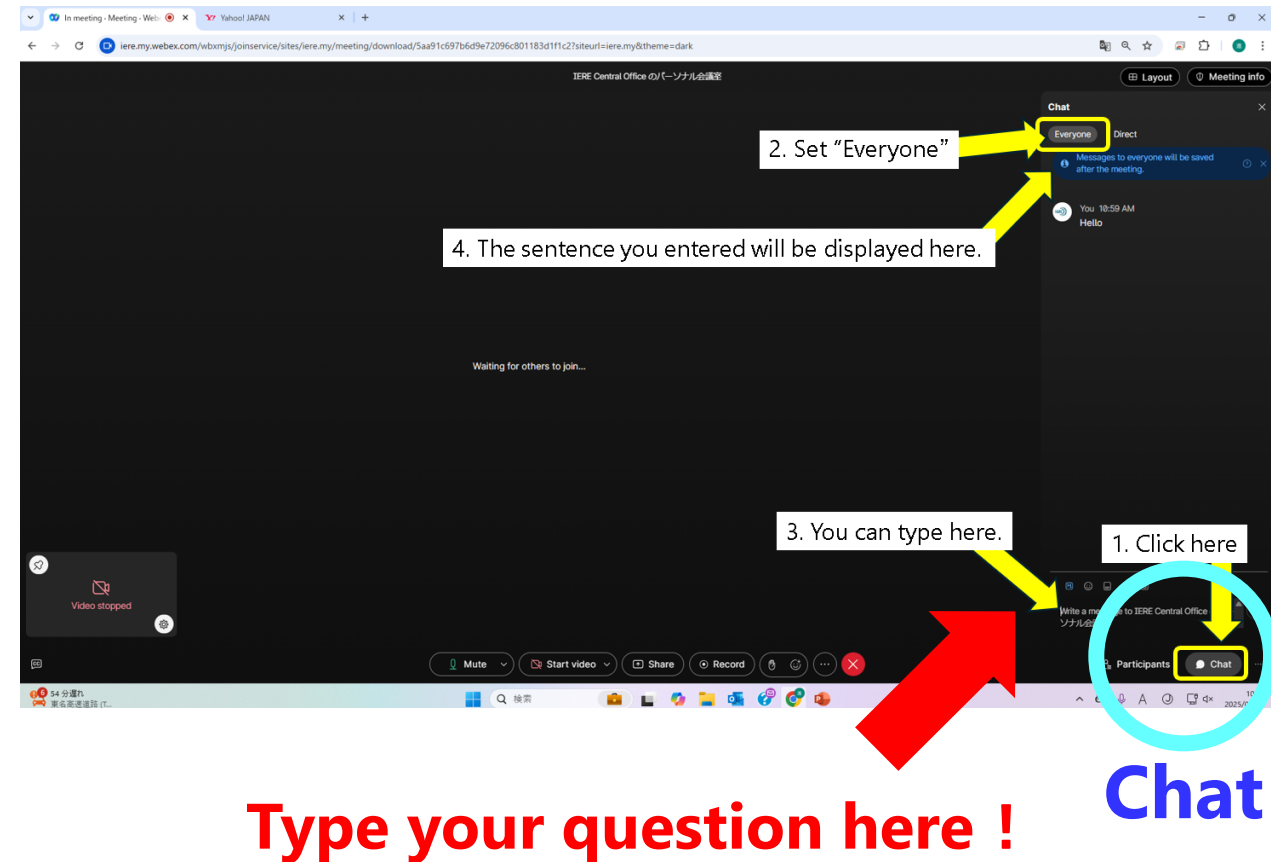 In meeting - Meeting - Web
Yahoo! JAPAN
iere.my.webex.com/wbxmjs/joinservice/sites/iere.my/meeting/download/5aa91c697b6d9e72096c801183d1f1c2?siteurl=iere.my&theme=dark
IERE Central Office のパーソナル会議室
Layout
Meeting info
Chat
Everyone
Direct
2. Set “Everyone”
Messages to everyone will be saved
after the meeting.
You 10:59 AM
Hello
4. The sentence you entered will be displayed here.
Waiting for others to join...
3. You can type here.
1. Click here
Video stopped
Write a me to IERE Central Office
ソナル会
CC
Mute
Start video
Share
Record
Participants
Chat
6
54 分遅れ
東名高速道路 (T...
検索
A
10
2025/0
Chat
Type your question here !